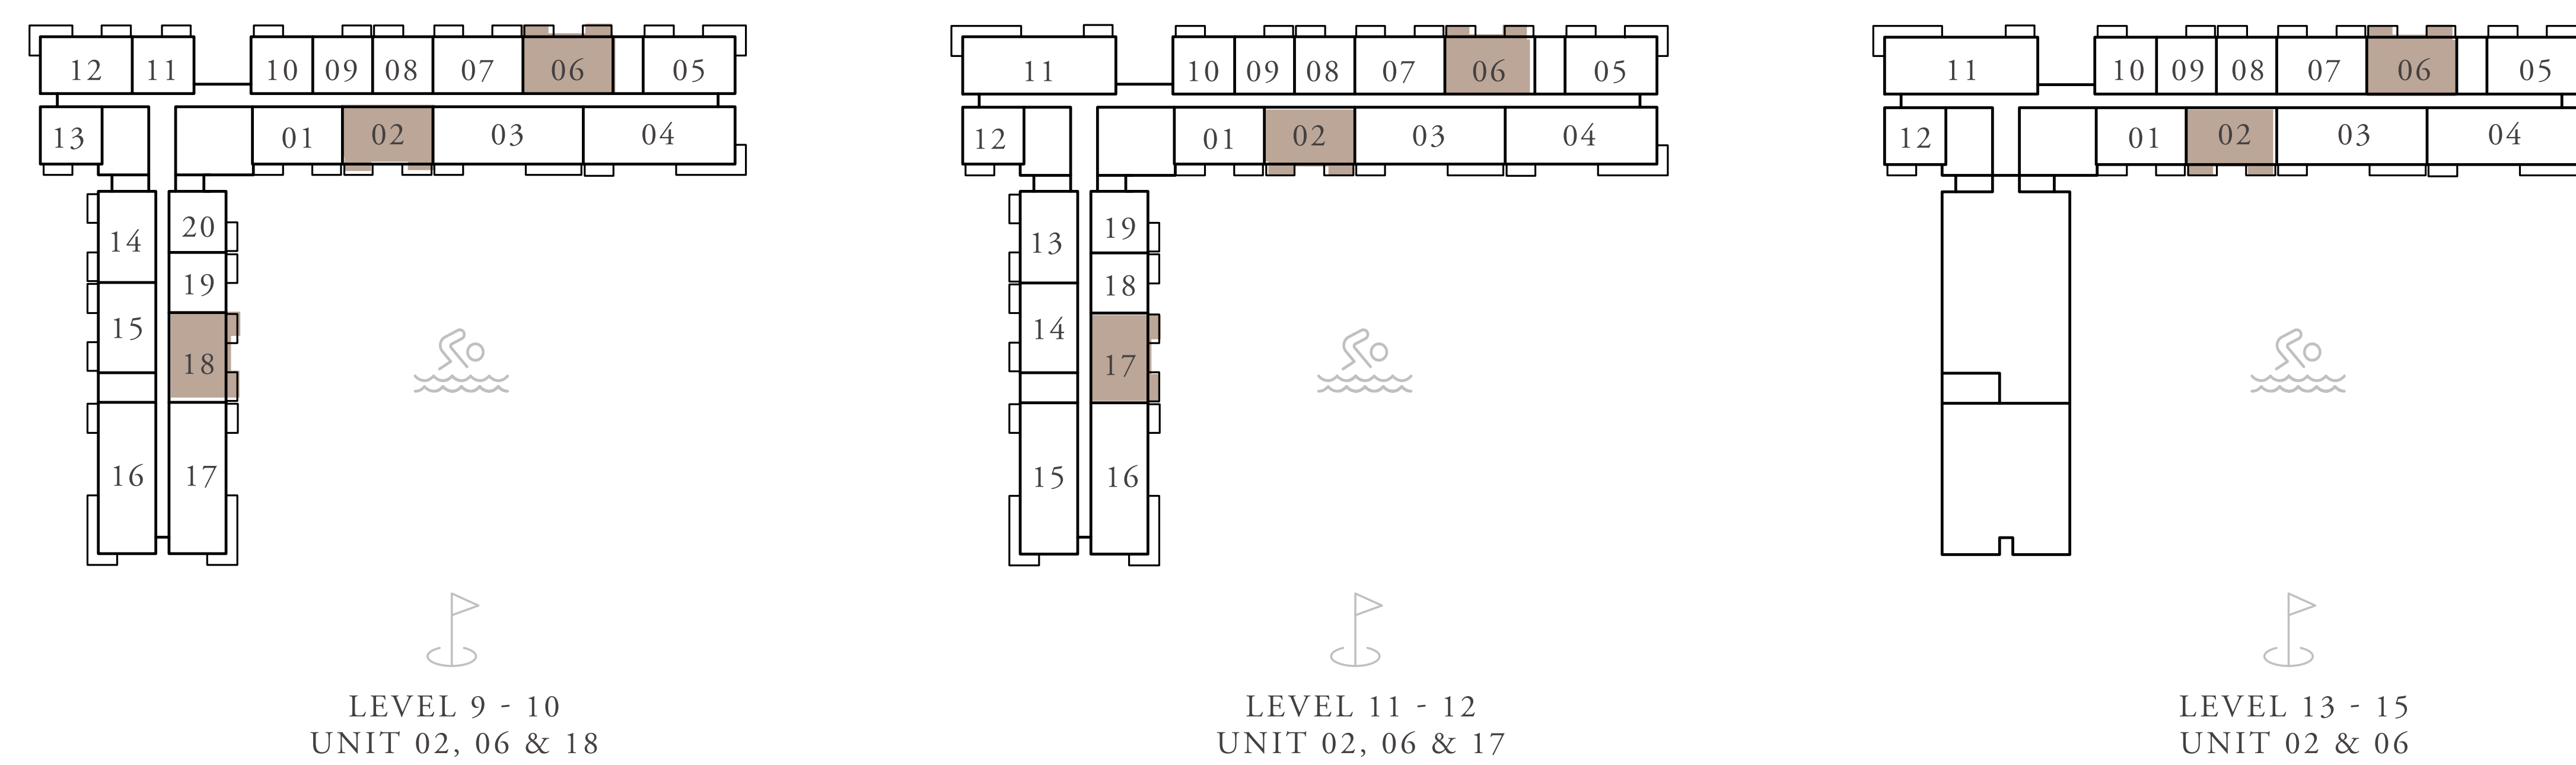 12 11 10 09 08 07 06 05
13 01 02 03 04
14 20
19
15
18
16 17
LEVEL 9 - 10
UNIT 02, 06 & 18
11 10 09 08 07 06 05
12 01 02 03 04
13 19
18
14
17
15 16
LEVEL 11 - 12
UNIT 02, 06 & 17
11 10 09 08 07 06 05
12 01 02 03 04
LEVEL 13 - 15
UNIT 02 & 06